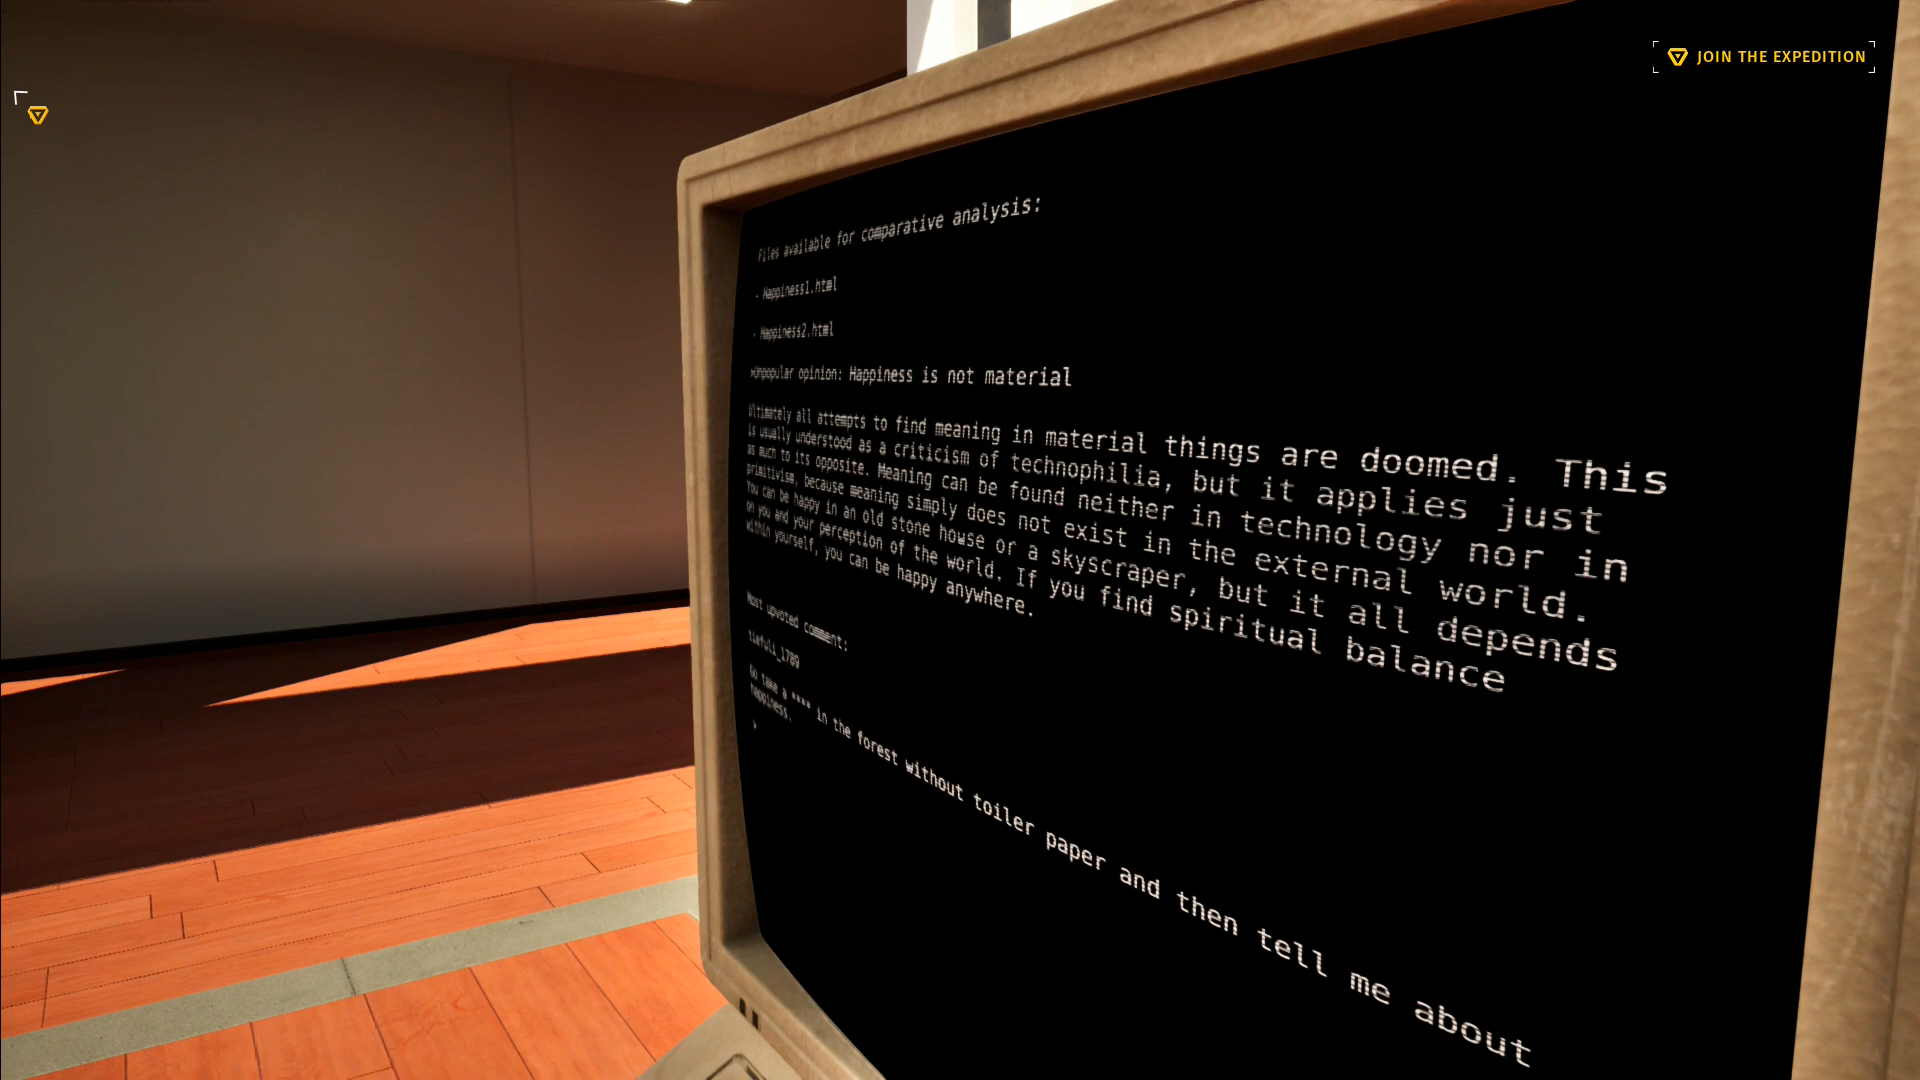 JOIN THE EXPEDITION
Files available for comparative analysis:
- Happiness1.html
- Happiness2.html
>Unpopular opinion: Happiness is not material
Ultimately all attempts to find meaning in material things are doomed. This
is usually understood as a criticism of technophilia, but it applies just
as much to its opposite. Meaning can be found neither in technology nor in
primitivism, because meaning simply does not exist in the external world.
You can be happy in an old stone house or a skyscraper, but it all depends
on you and your perception of the world. If you find spiritual balance
within yourself, you can be happy anywhere.
Most upvoted comment:
Go take a **** in the forest without toiler paper and then tell me about
happiness.
>